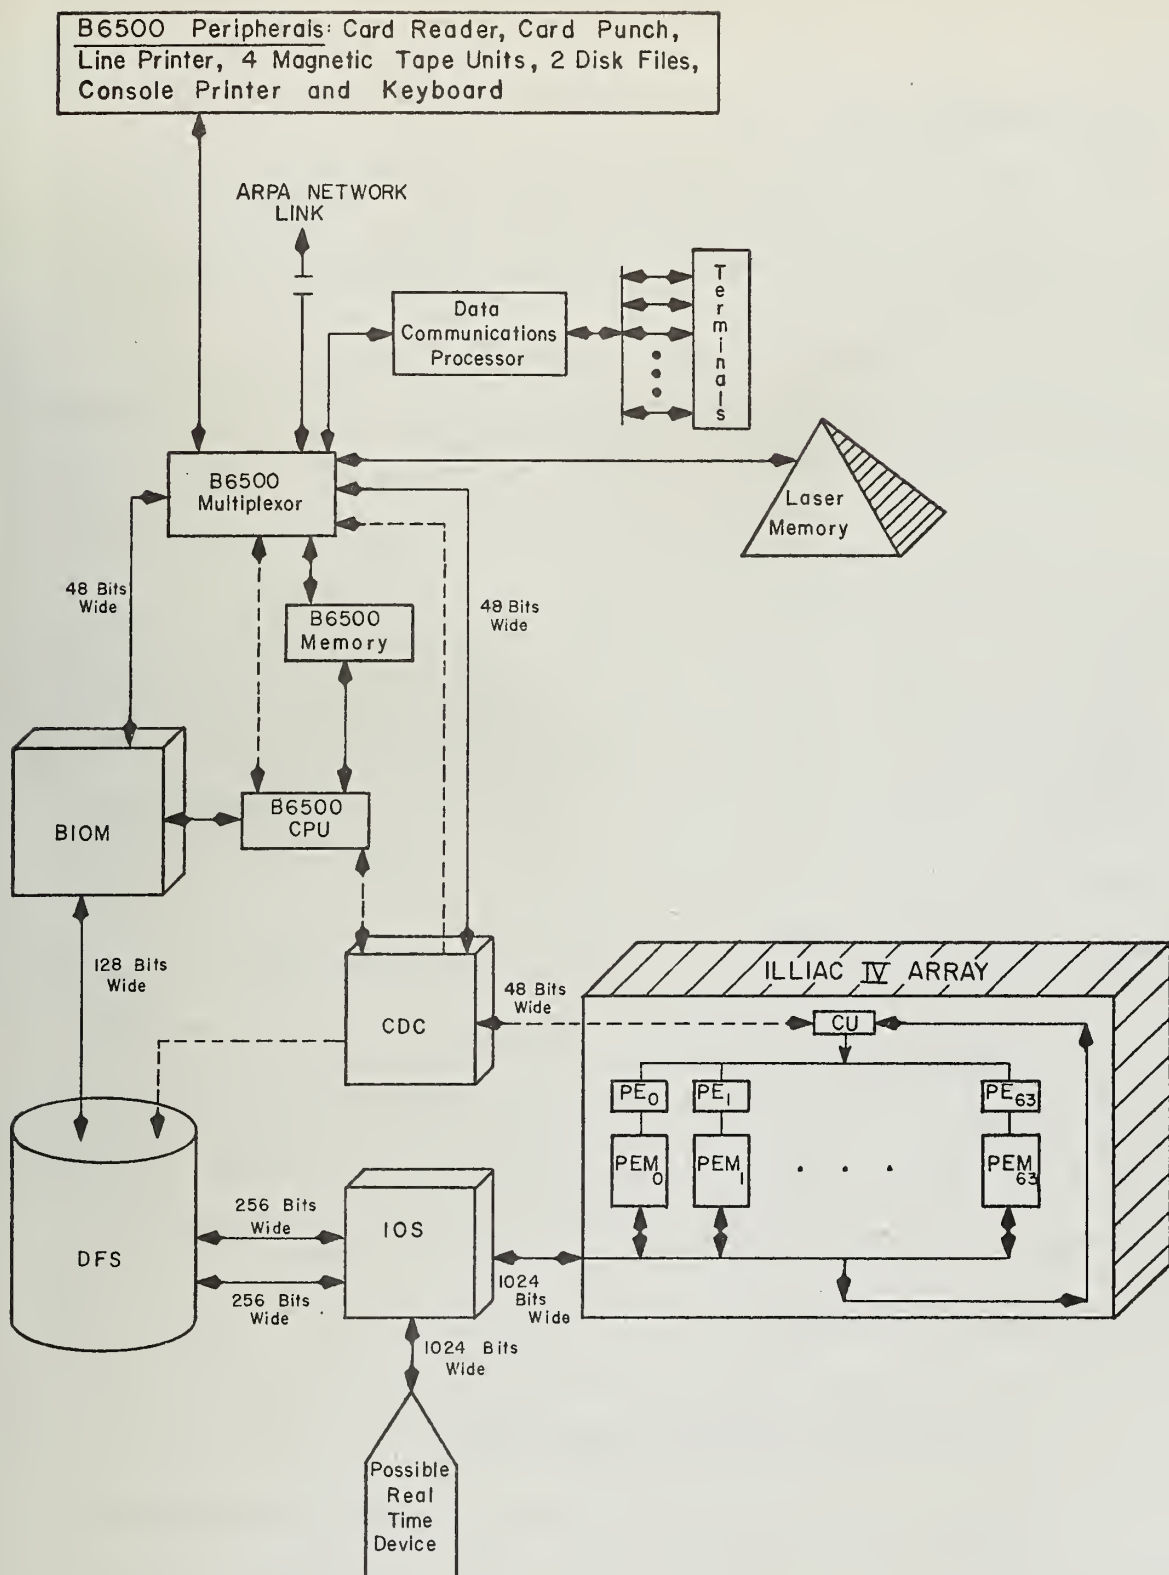 B6500 Peripherals: Card Reader, Card Punch,
Line Printer, 4 Magnetic Tape Units, 2 Disk Files,
Console Printer and Keyboard
ARPA NETWORK
LINK
Data
Communications
Processor
Terminals
B6500
Multiplexor
Laser
Memory
48 Bits
Wide
B6500
Memory
48 Bits
Wide
BIOM
B6500
CPU
128 Bits
Wide
CDC
48 Bits
Wide
ILLIAC IV ARRAY
CU
PE0 PE1 PE63
PEM0 PEM1 . . . PEM63
DFS
256 Bits
Wide
256 Bits
Wide
IOS
1024
Bits
Wide
1024 Bits
Wide
Possible
Real
Time
Device